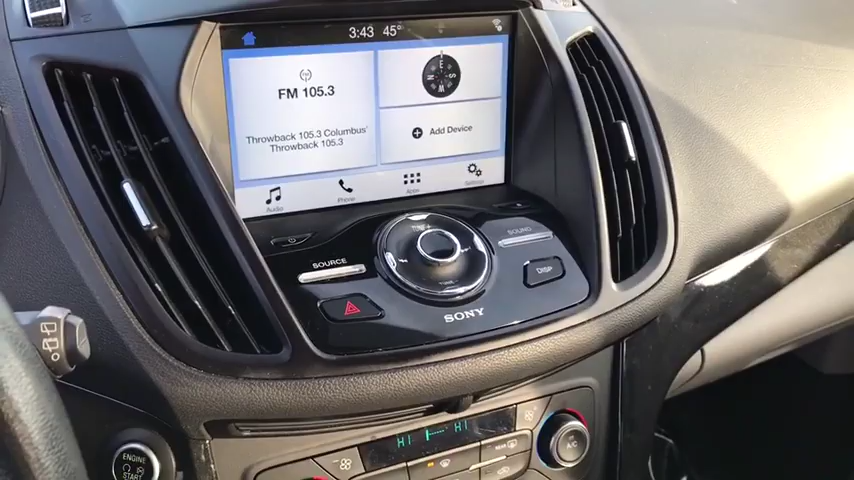 3:43 45°
FM 105.3
Throwback 105.3 Columbus'
Throwback 105.3
E
S
W
Add Device
Audio
Phone
Apps
Settings
TUNE
SOURCE
SOUND
DISP
SONY
HI HI
REAR
A/C
ENGINE
START